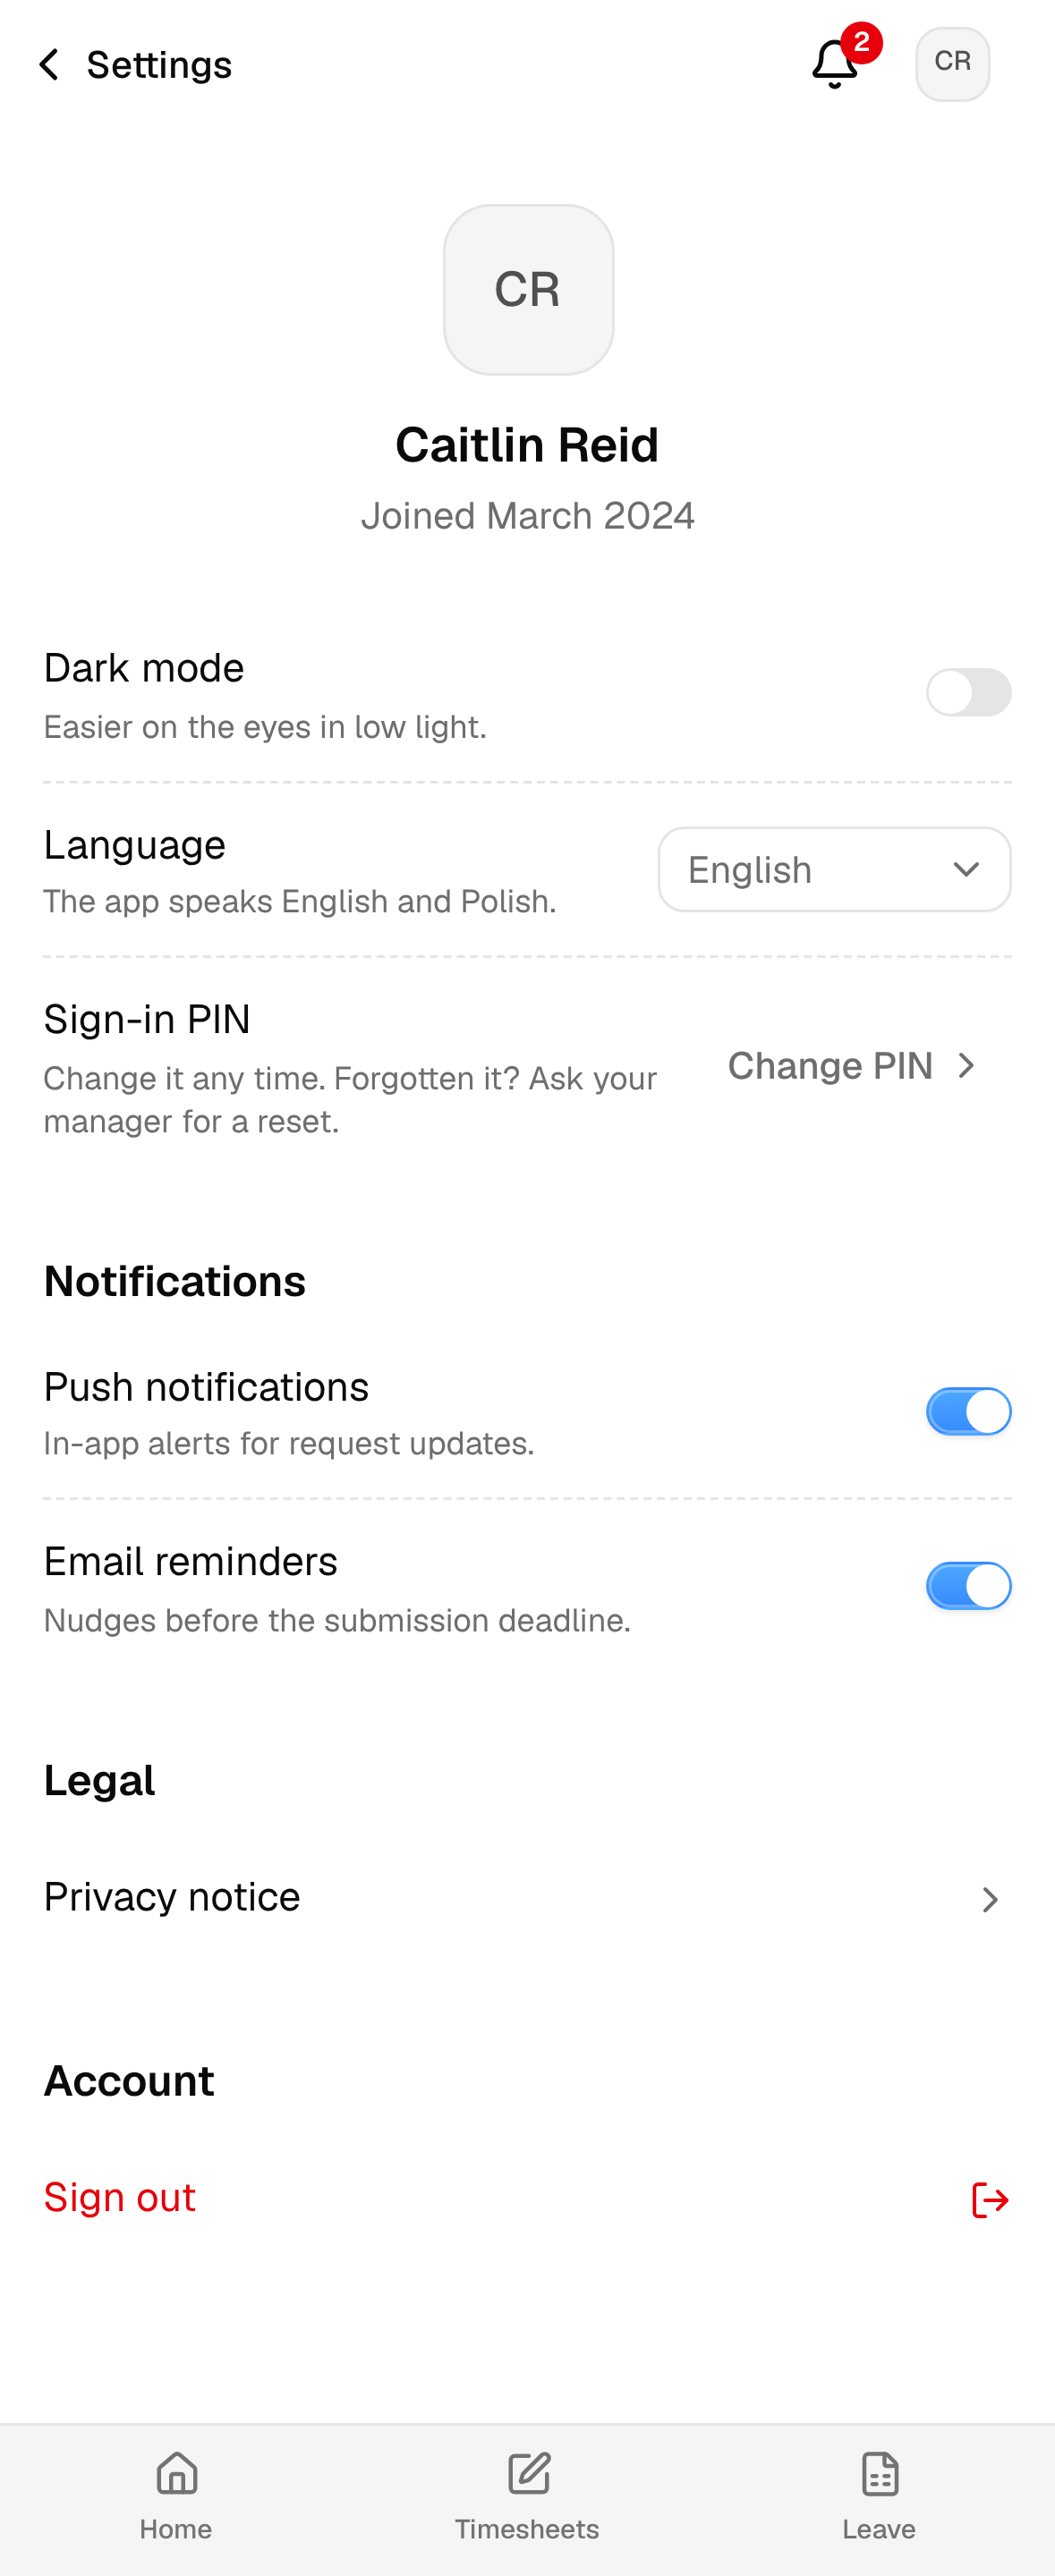 Settings
2
CR
CR
Caitlin Reid
Joined March 2024
Dark mode
Easier on the eyes in low light.
Language
The app speaks English and Polish.
English
Sign-in PIN
Change it any time. Forgotten it? Ask your
manager for a reset.
Change PIN
Notifications
Push notifications
In-app alerts for request updates.
Email reminders
Nudges before the submission deadline.
Legal
Privacy notice
Account
Sign out
Home
Timesheets
Leave